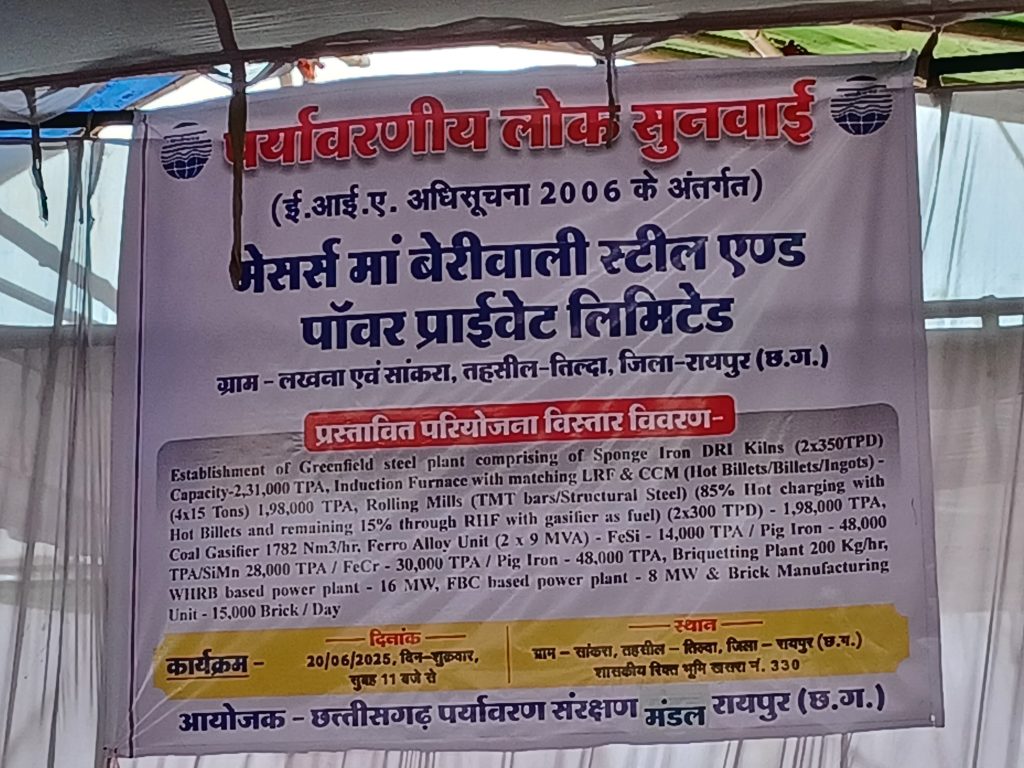 पर्यावरणीय लोक सुनवाई
(ई.आई.ए. अधिसूचना 2006 के अंतर्गत)
मेसर्स मां बेरीवाली स्टील एण्ड
पॉवर प्राईवेट लिमिटेड
ग्राम - लखना एवं सांकरा, तहसील-तिल्दा, जिला-रायपुर (छ.ग.)
प्रस्तावित परियोजना विस्तार विवरण-
Establishment of Greenfield steel plant comprising of Sponge Iron DRI Kilns (2x350TPD)
Capacity-2,31,000 TPA, Induction Furnace with matching LRF & CCM (Hot Billets/Billets/Ingots) -
(4x15 Tons) 1,98,000 TPA, Rolling Mills (TMT bars/Structural Steel) (85% Hot charging with
Hot Billets and remaining 15% through RHF with gasifier as fuel) (2x300 TPD) - 1,98,000 TPA,
Coal Gasifier 1782 Nm3/hr, Ferro Alloy Unit (2 x 9 MVA) - FeSi - 14,000 TPA / Pig Iron - 48,000
TPA/SiMn 28,000 TPA / FeCr - 30,000 TPA / Pig Iron - 48,000 TPA, Briquetting Plant 200 Kg/hr,
WHRB based power plant - 16 MW, FBC based power plant - 8 MW & Brick Manufacturing
Unit - 15,000 Brick / Day
कार्यक्रम -
दिनांक
20/06/2025, दिन-शुक्रवार,
सुबह 11 बजे से
स्थान
ग्राम - सांकरा, तहसील - तिल्दा, जिला - रायपुर (छ.ग.)
शासकीय रिक्त भूमि खसरा नं. 330
आयोजक - छत्तीसगढ़ पर्यावरण संरक्षण मंडल रायपुर (छ.ग.)